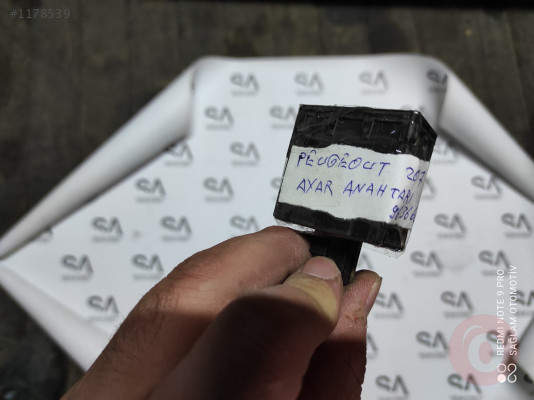 #1178539
PEUGEOUT 207
AYAR ANAHTARI
REDMI NOTE 9 PRO
SAĞLAM OTOMOTİV